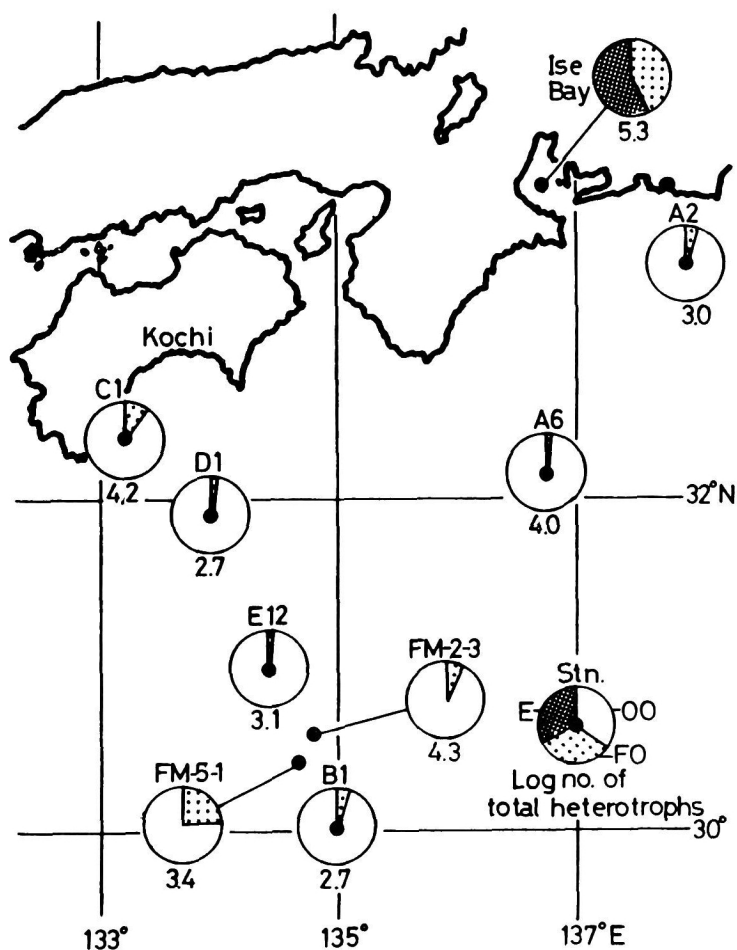 Ise
Bay
5.3
A2
3.0
Kochi
C1
4.2
A6
4.0
D1
2.7
32°N
E12
3.1
FM-2-3
4.3
Stn.
E
OO
FO
Log no. of
total heterotrophs
FM-5-1
3.4
B1
2.7
30°
133°
135°
137°E